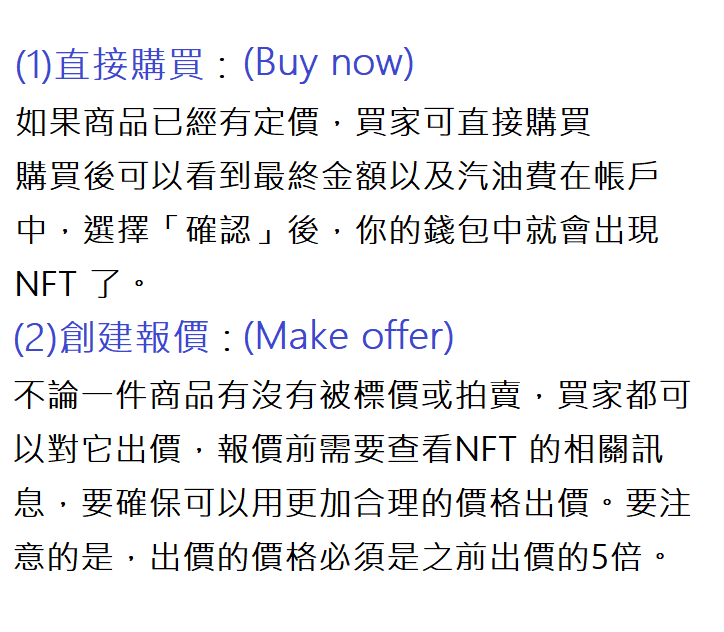 (1)直接購買：(Buy now)
如果商品已經有定價，買家可直接購買
購買後可以看到最終金額以及汽油費在帳戶
中，選擇「確認」後，你的錢包中就會出現
NFT 了。
(2)創建報價：(Make offer)
不論一件商品有沒有被標價或拍賣，買家都可
以對它出價，報價前需要查看NFT 的相關訊
息，要確保可以用更加合理的價格出價。要注
意的是，出價的價格必須是之前出價的5倍。